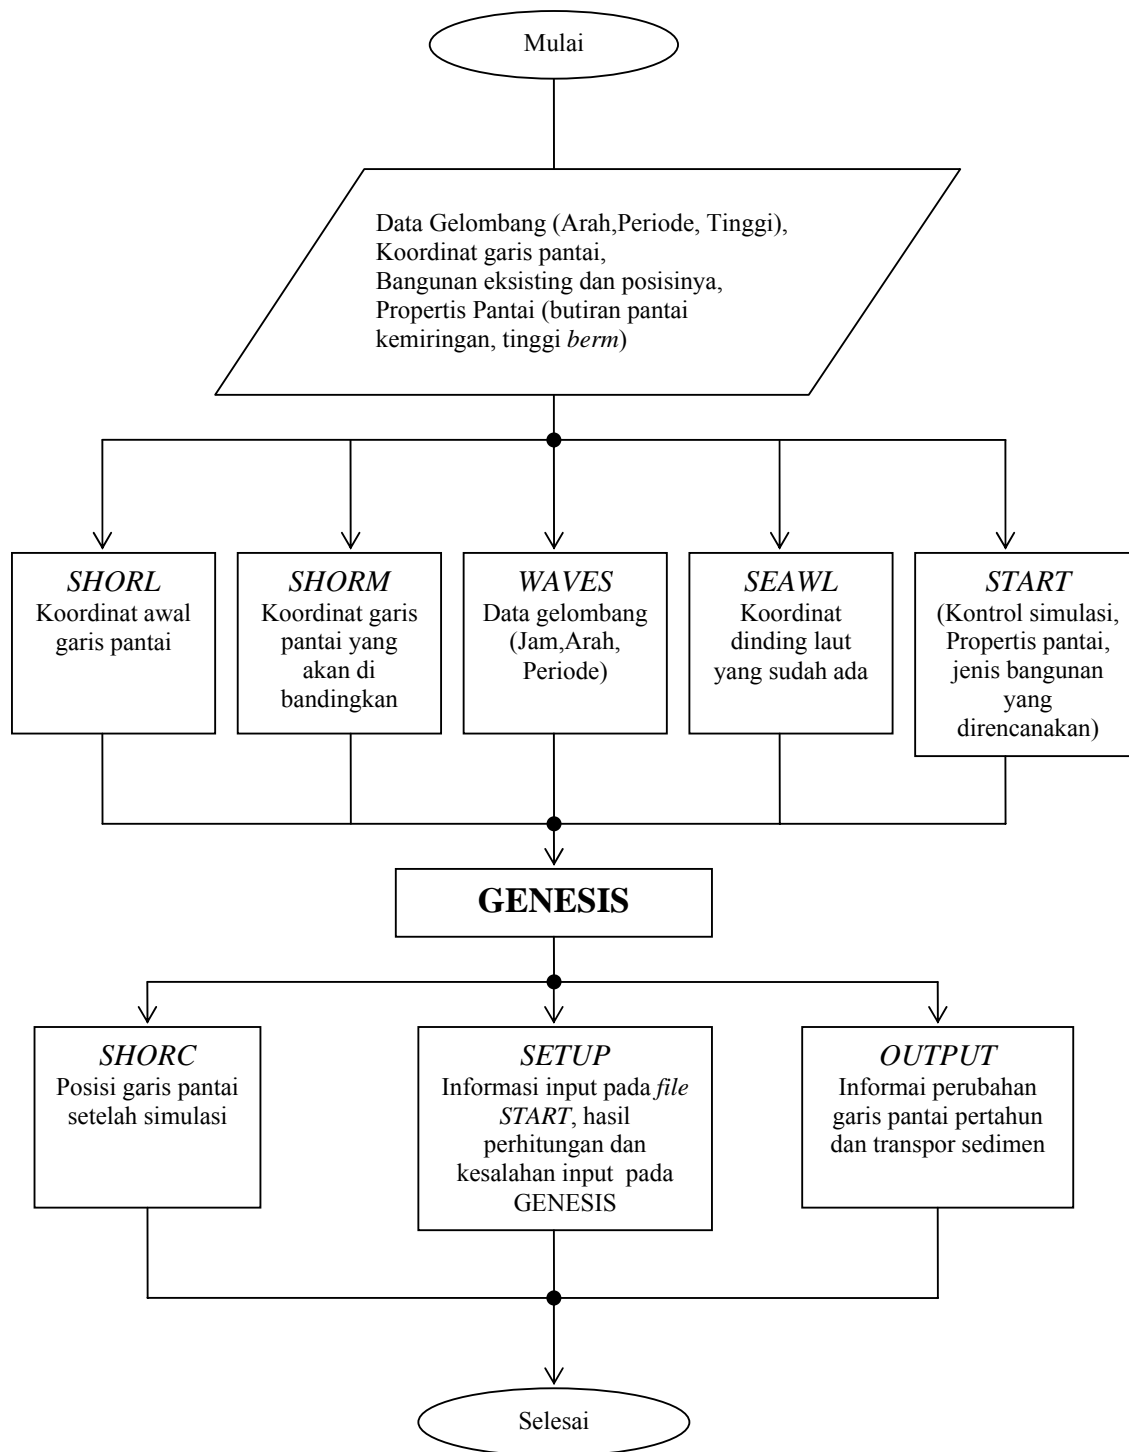 Mulai
Data Gelombang (Arah,Periode, Tinggi),
Koordinat garis pantai,
Bangunan eksisting dan posisinya,
Propertis Pantai (butiran pantai
kemiringan, tinggi berm)
SHORL
Koordinat awal
garis pantai
SHORM
Koordinat garis
pantai yang
akan di
bandingkan
WAVES
Data gelombang
(Jam,Arah,
Periode)
SEAWL
Koordinat
dinding laut
yang sudah ada
START
(Kontrol simulasi,
Propertis pantai,
jenis bangunan
yang
direncanakan)
GENESIS
SHORC
Posisi garis pantai
setelah simulasi
SETUP
Informasi input pada file
START, hasil
perhitungan dan
kesalahan input  pada
GENESIS
OUTPUT
Informai perubahan
garis pantai pertahun
dan transpor sedimen
Selesai